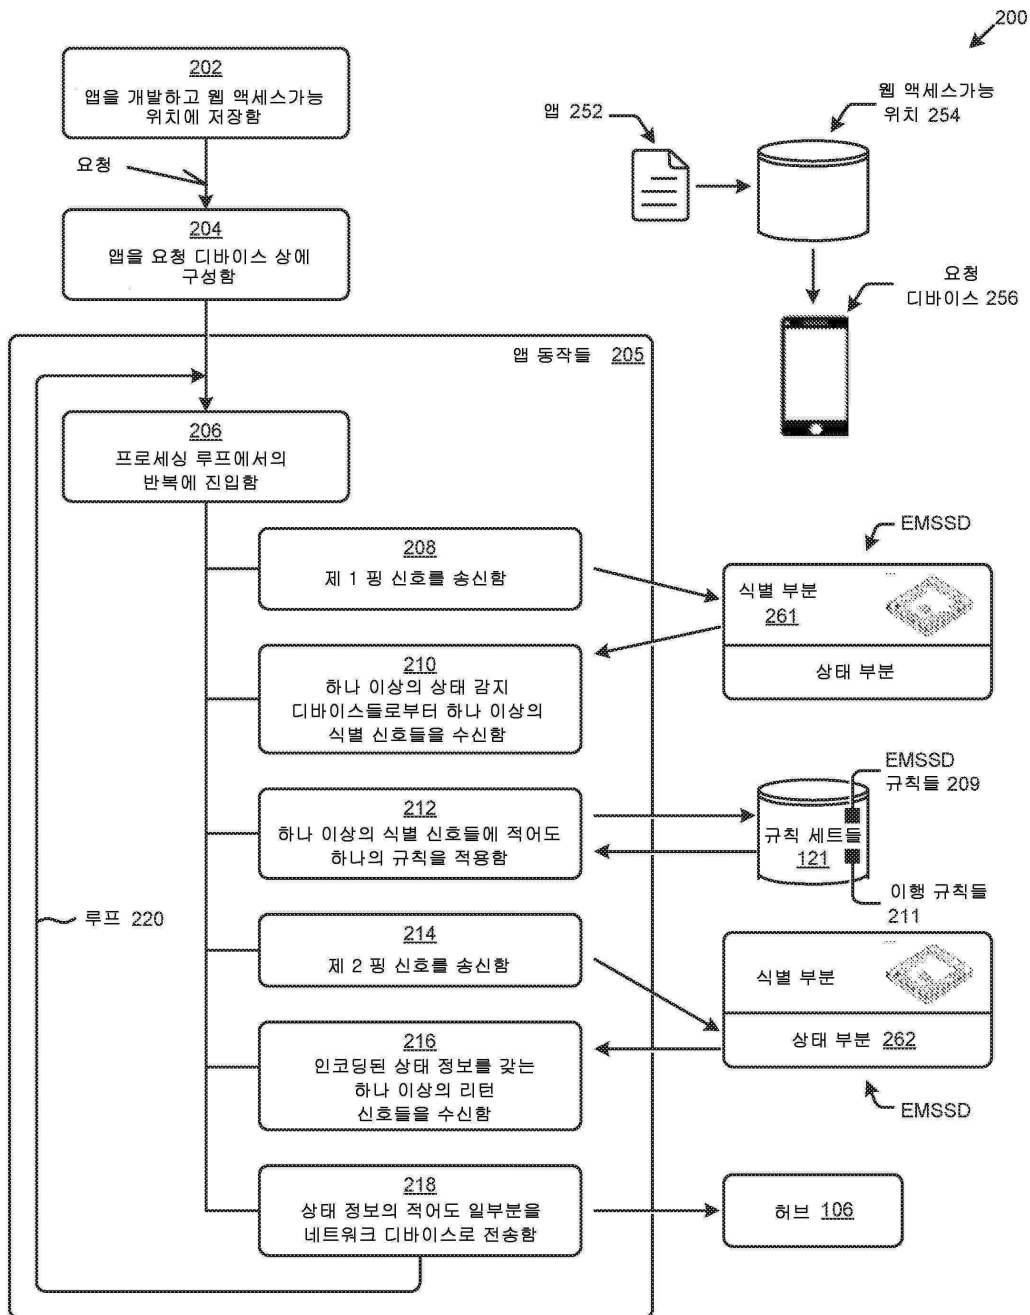 200
202
앱을 개발하고 웹 액세스가능
위치에 저장함
요청
204
앱을 요청 디바이스 상에
구성함
앱 252
웹 액세스가능
위치 254
요청
디바이스 256
앱 동작들 205
206
프로세싱 루프에서의
반복에 진입함
208
제 1 핑 신호를 송신함
EMSSD
식별 부분
261
...
상태 부분
210
하나 이상의 상태 감지
디바이스들로부터 하나 이상의
식별 신호들을 수신함
212
하나 이상의 식별 신호들에 적어도
하나의 규칙을 적용함
EMSSD
규칙들 209
규칙 세트들
121
이행 규칙들
211
루프 220
214
제 2 핑 신호를 송신함
...
식별 부분
상태 부분 262
EMSSD
216
인코딩된 상태 정보를 갖는
하나 이상의 리턴
신호들을 수신함
218
상태 정보의 적어도 일부분을
네트워크 디바이스로 전송함
허브 106